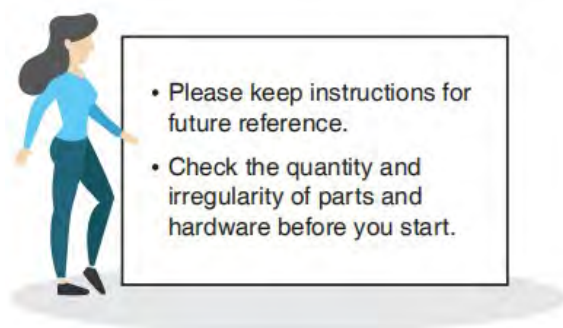 • Please keep instructions for
future reference.
• Check the quantity and
irregularity of parts and
hardware before you start.